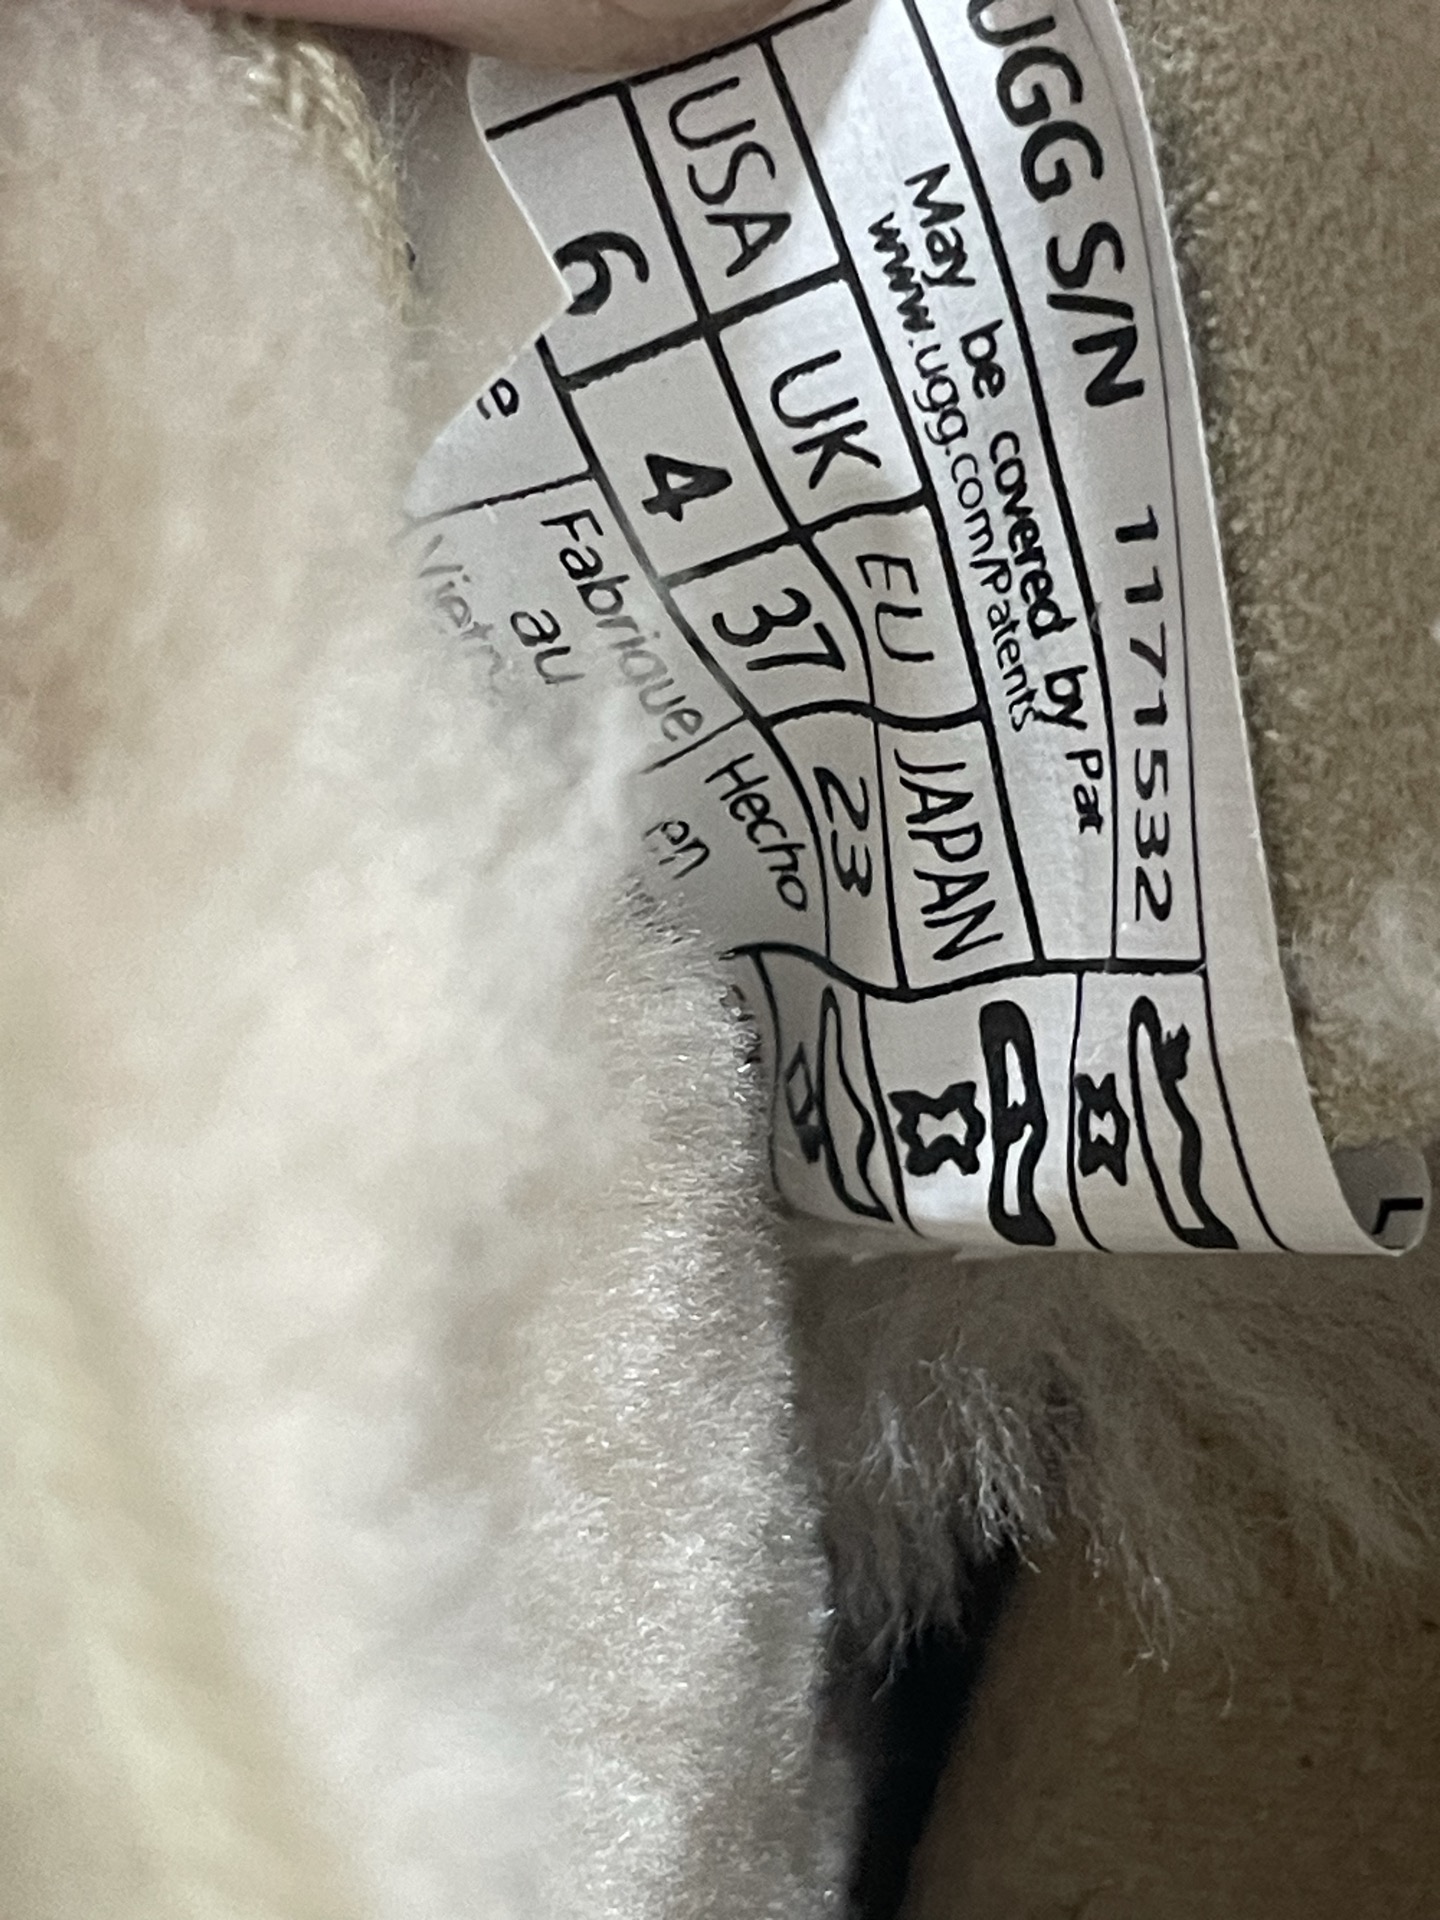 UGG S/N 1171532
May be covered by Pat
www.ugg.com/Patents
USA UK EU JAPAN
6 4 37 23
Fabrique
au
Hecho
en
L